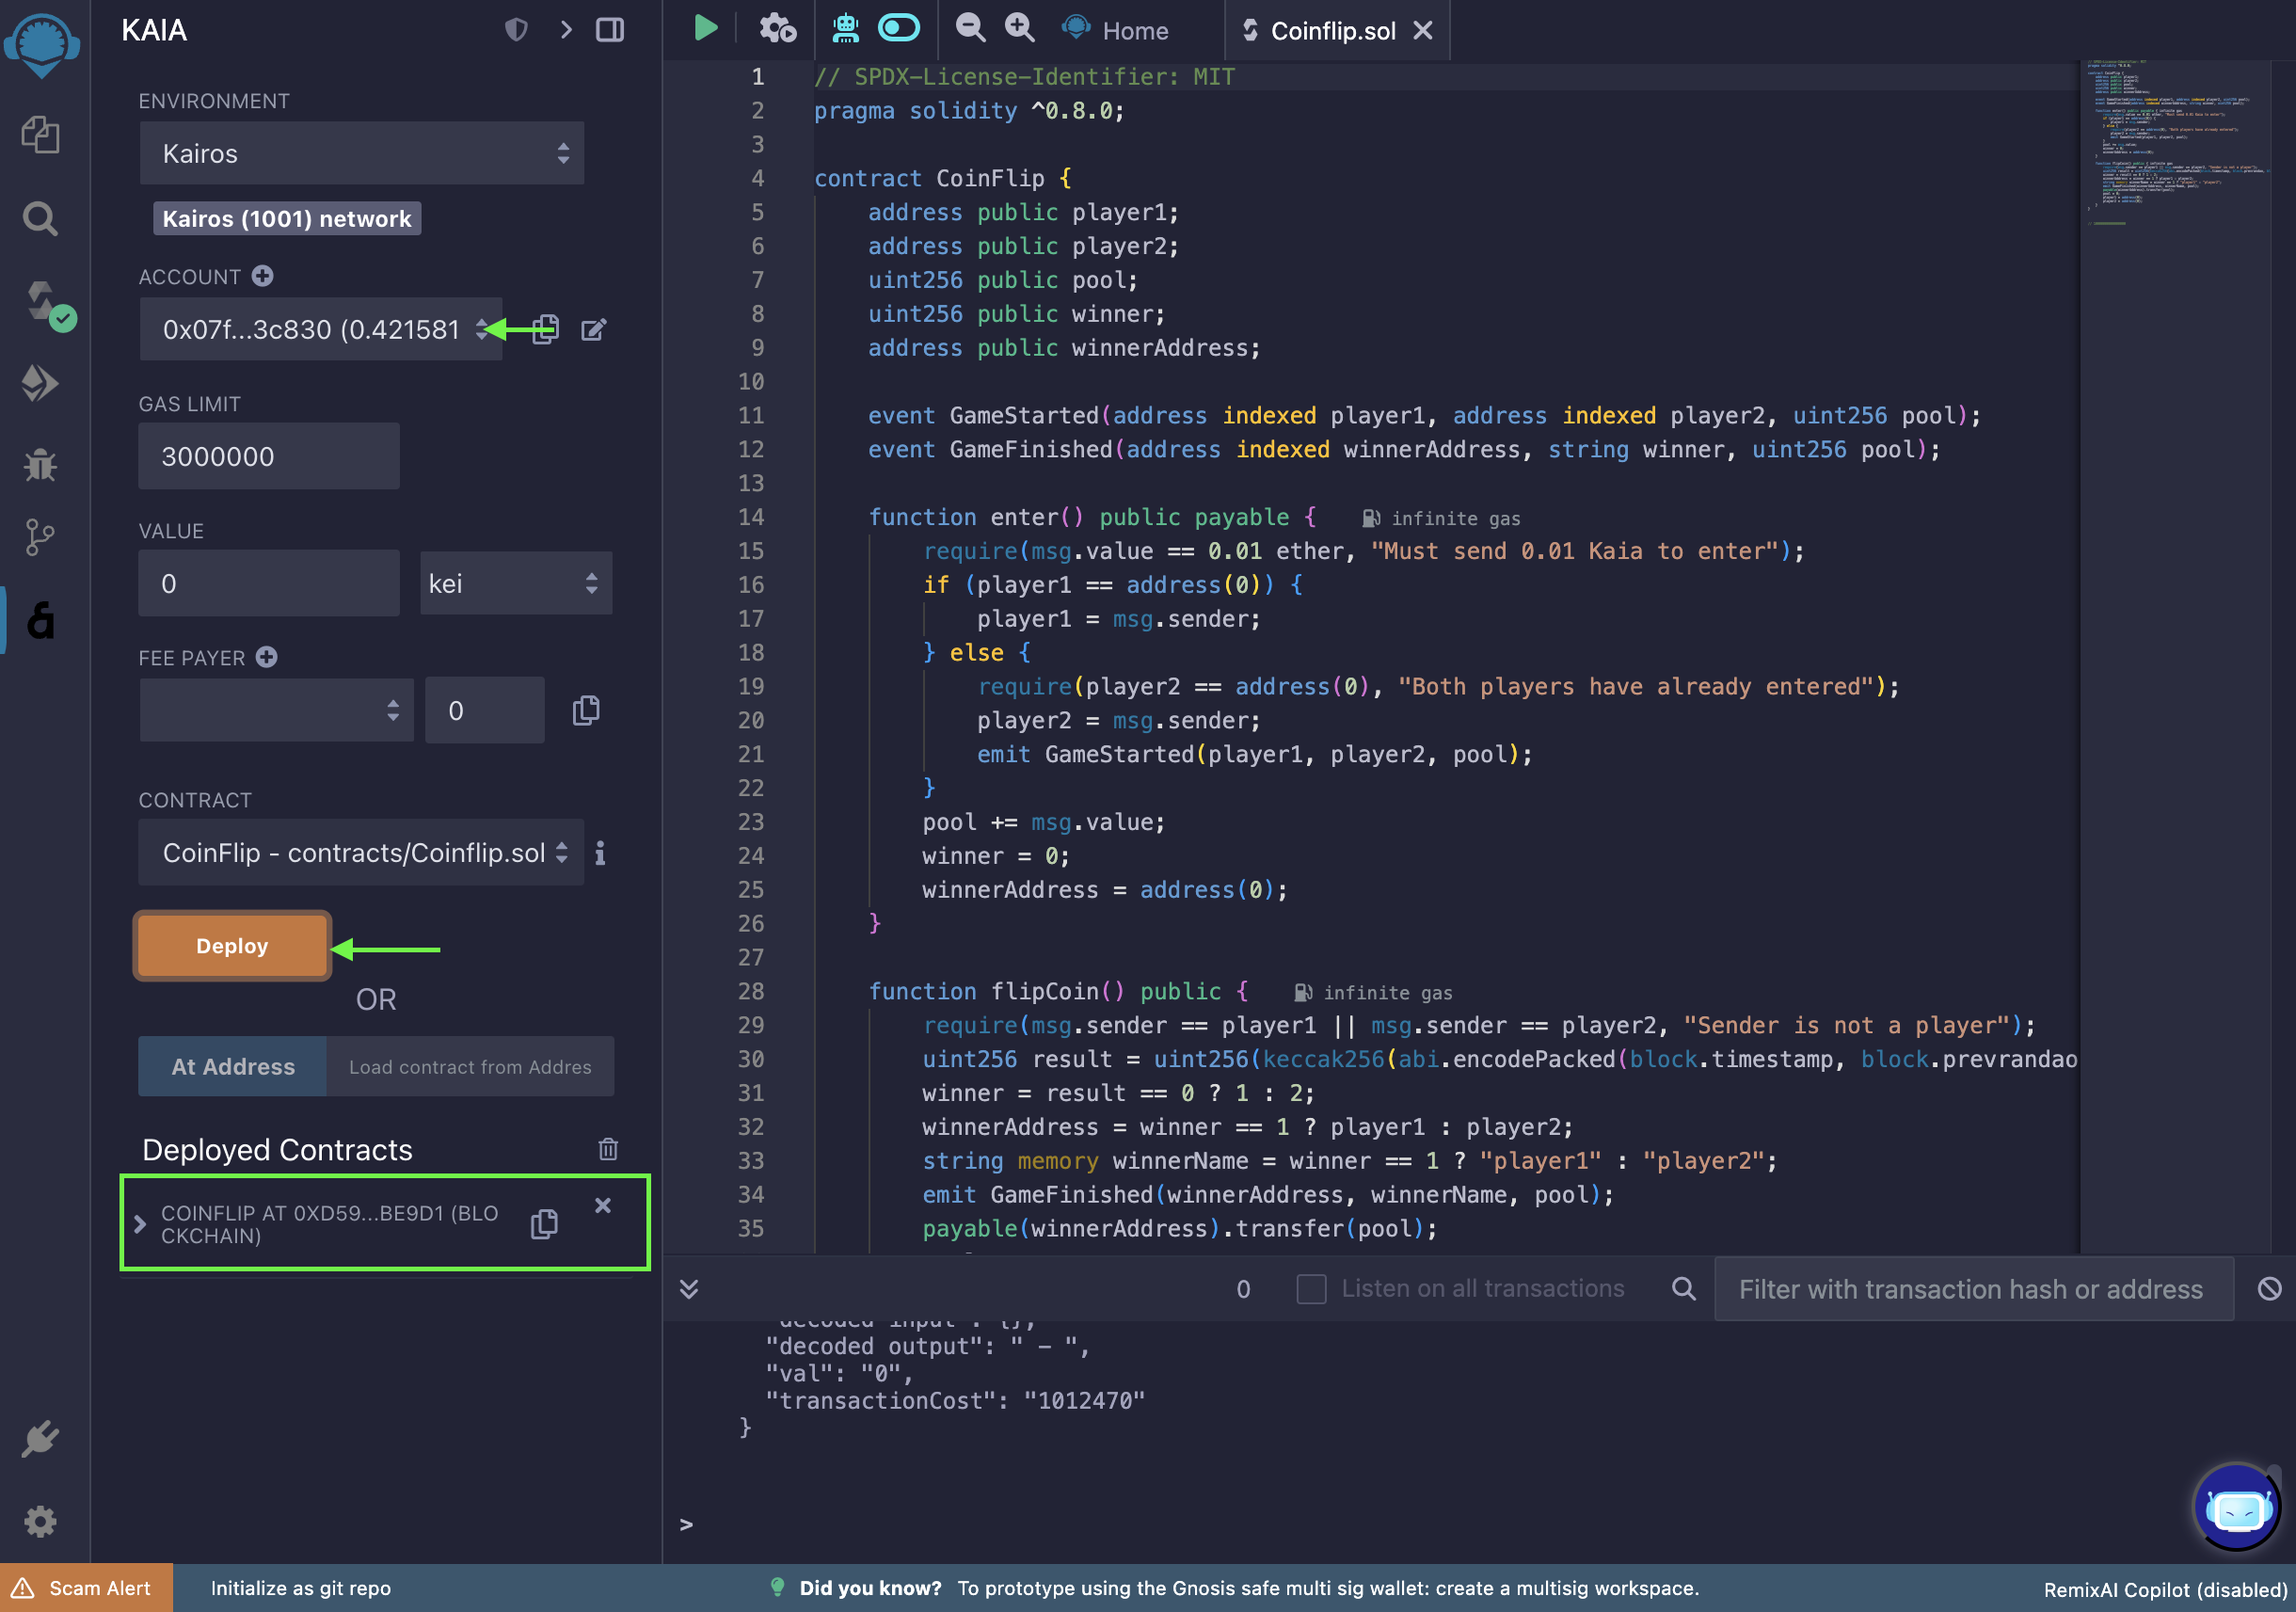 KAIA
ENVIRONMENT
Kairos
Kairos (1001) network
ACCOUNT
0x07f...3c830 (0.421581
GAS LIMIT
3000000
VALUE
0
kei
FEE PAYER
0
CONTRACT
CoinFlip - contracts/Coinflip.sol
Deploy
OR
At Address
Load contract from Addres
Deployed Contracts
COINFLIP AT 0XD59...BE9D1 (BLO
CKCHAIN)
Home
Coinflip.sol
1 // SPDX-License-Identifier: MIT
2 pragma solidity ^0.8.0;
3
4 contract CoinFlip {
5 address public player1;
6 address public player2;
7 uint256 public pool;
8 uint256 public winner;
9 address public winnerAddress;
10
11 event GameStarted(address indexed player1, address indexed player2, uint256 pool);
12 event GameFinished(address indexed winnerAddress, string winner, uint256 pool);
13
14 function enter() public payable { infinite gas
15 require(msg.value == 0.01 ether, "Must send 0.01 Kaia to enter");
16 if (player1 == address(0)) {
17 player1 = msg.sender;
18 } else {
19 require(player2 == address(0), "Both players have already entered");
20 player2 = msg.sender;
21 emit GameStarted(player1, player2, pool);
22 }
23 pool += msg.value;
24 winner = 0;
25 winnerAddress = address(0);
26 }
27
28 function flipCoin() public { infinite gas
29 require(msg.sender == player1 || msg.sender == player2, "Sender is not a player");
30 uint256 result = uint256(keccak256(abi.encodePacked(block.timestamp, block.prevrandao
31 winner = result == 0 ? 1 : 2;
32 winnerAddress = winner == 1 ? player1 : player2;
33 string memory winnerName = winner == 1 ? "player1" : "player2";
34 emit GameFinished(winnerAddress, winnerName, pool);
35 payable(winnerAddress).transfer(pool);
0
Listen on all transactions
Filter with transaction hash or address
"decoded input": {},
"decoded output": " - ",
"val": "0",
"transactionCost": "1012470"
}
>
Scam Alert
Initialize as git repo
Did you know? To prototype using the Gnosis safe multi sig wallet: create a multisig workspace.
RemixAI Copilot (disabled)